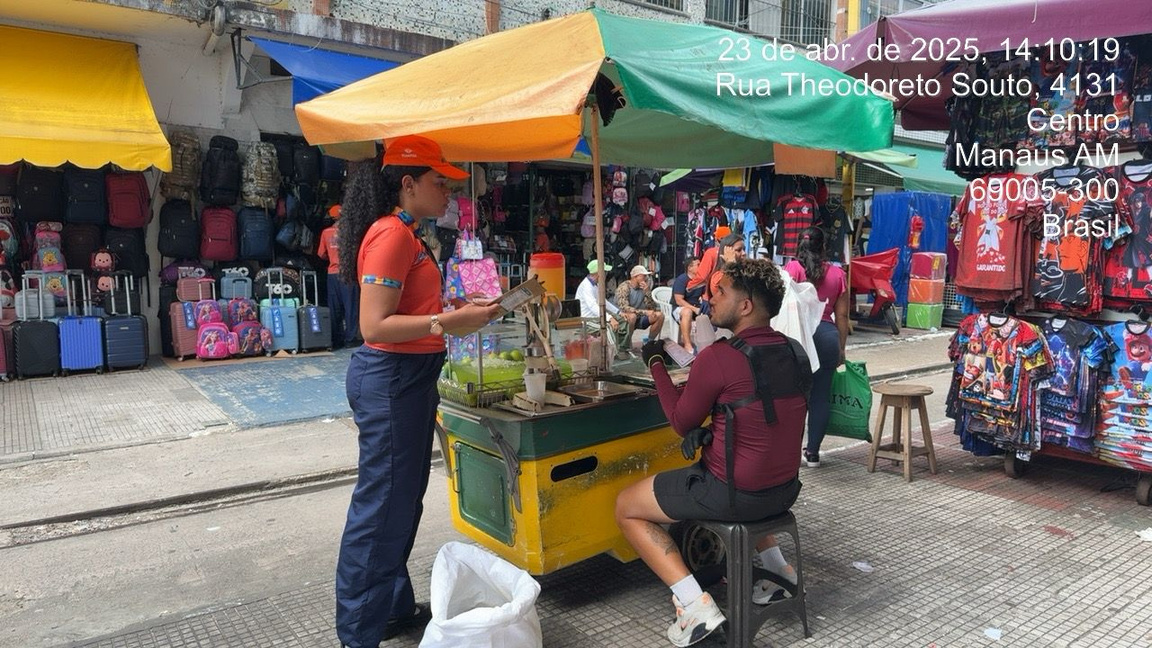 23 de abr. de 2025, 14:10:19
Rua Theodoreto Souto, 4131
Centro
Manaus AM
69005-300
Brasil
GARANTIDO
IMA